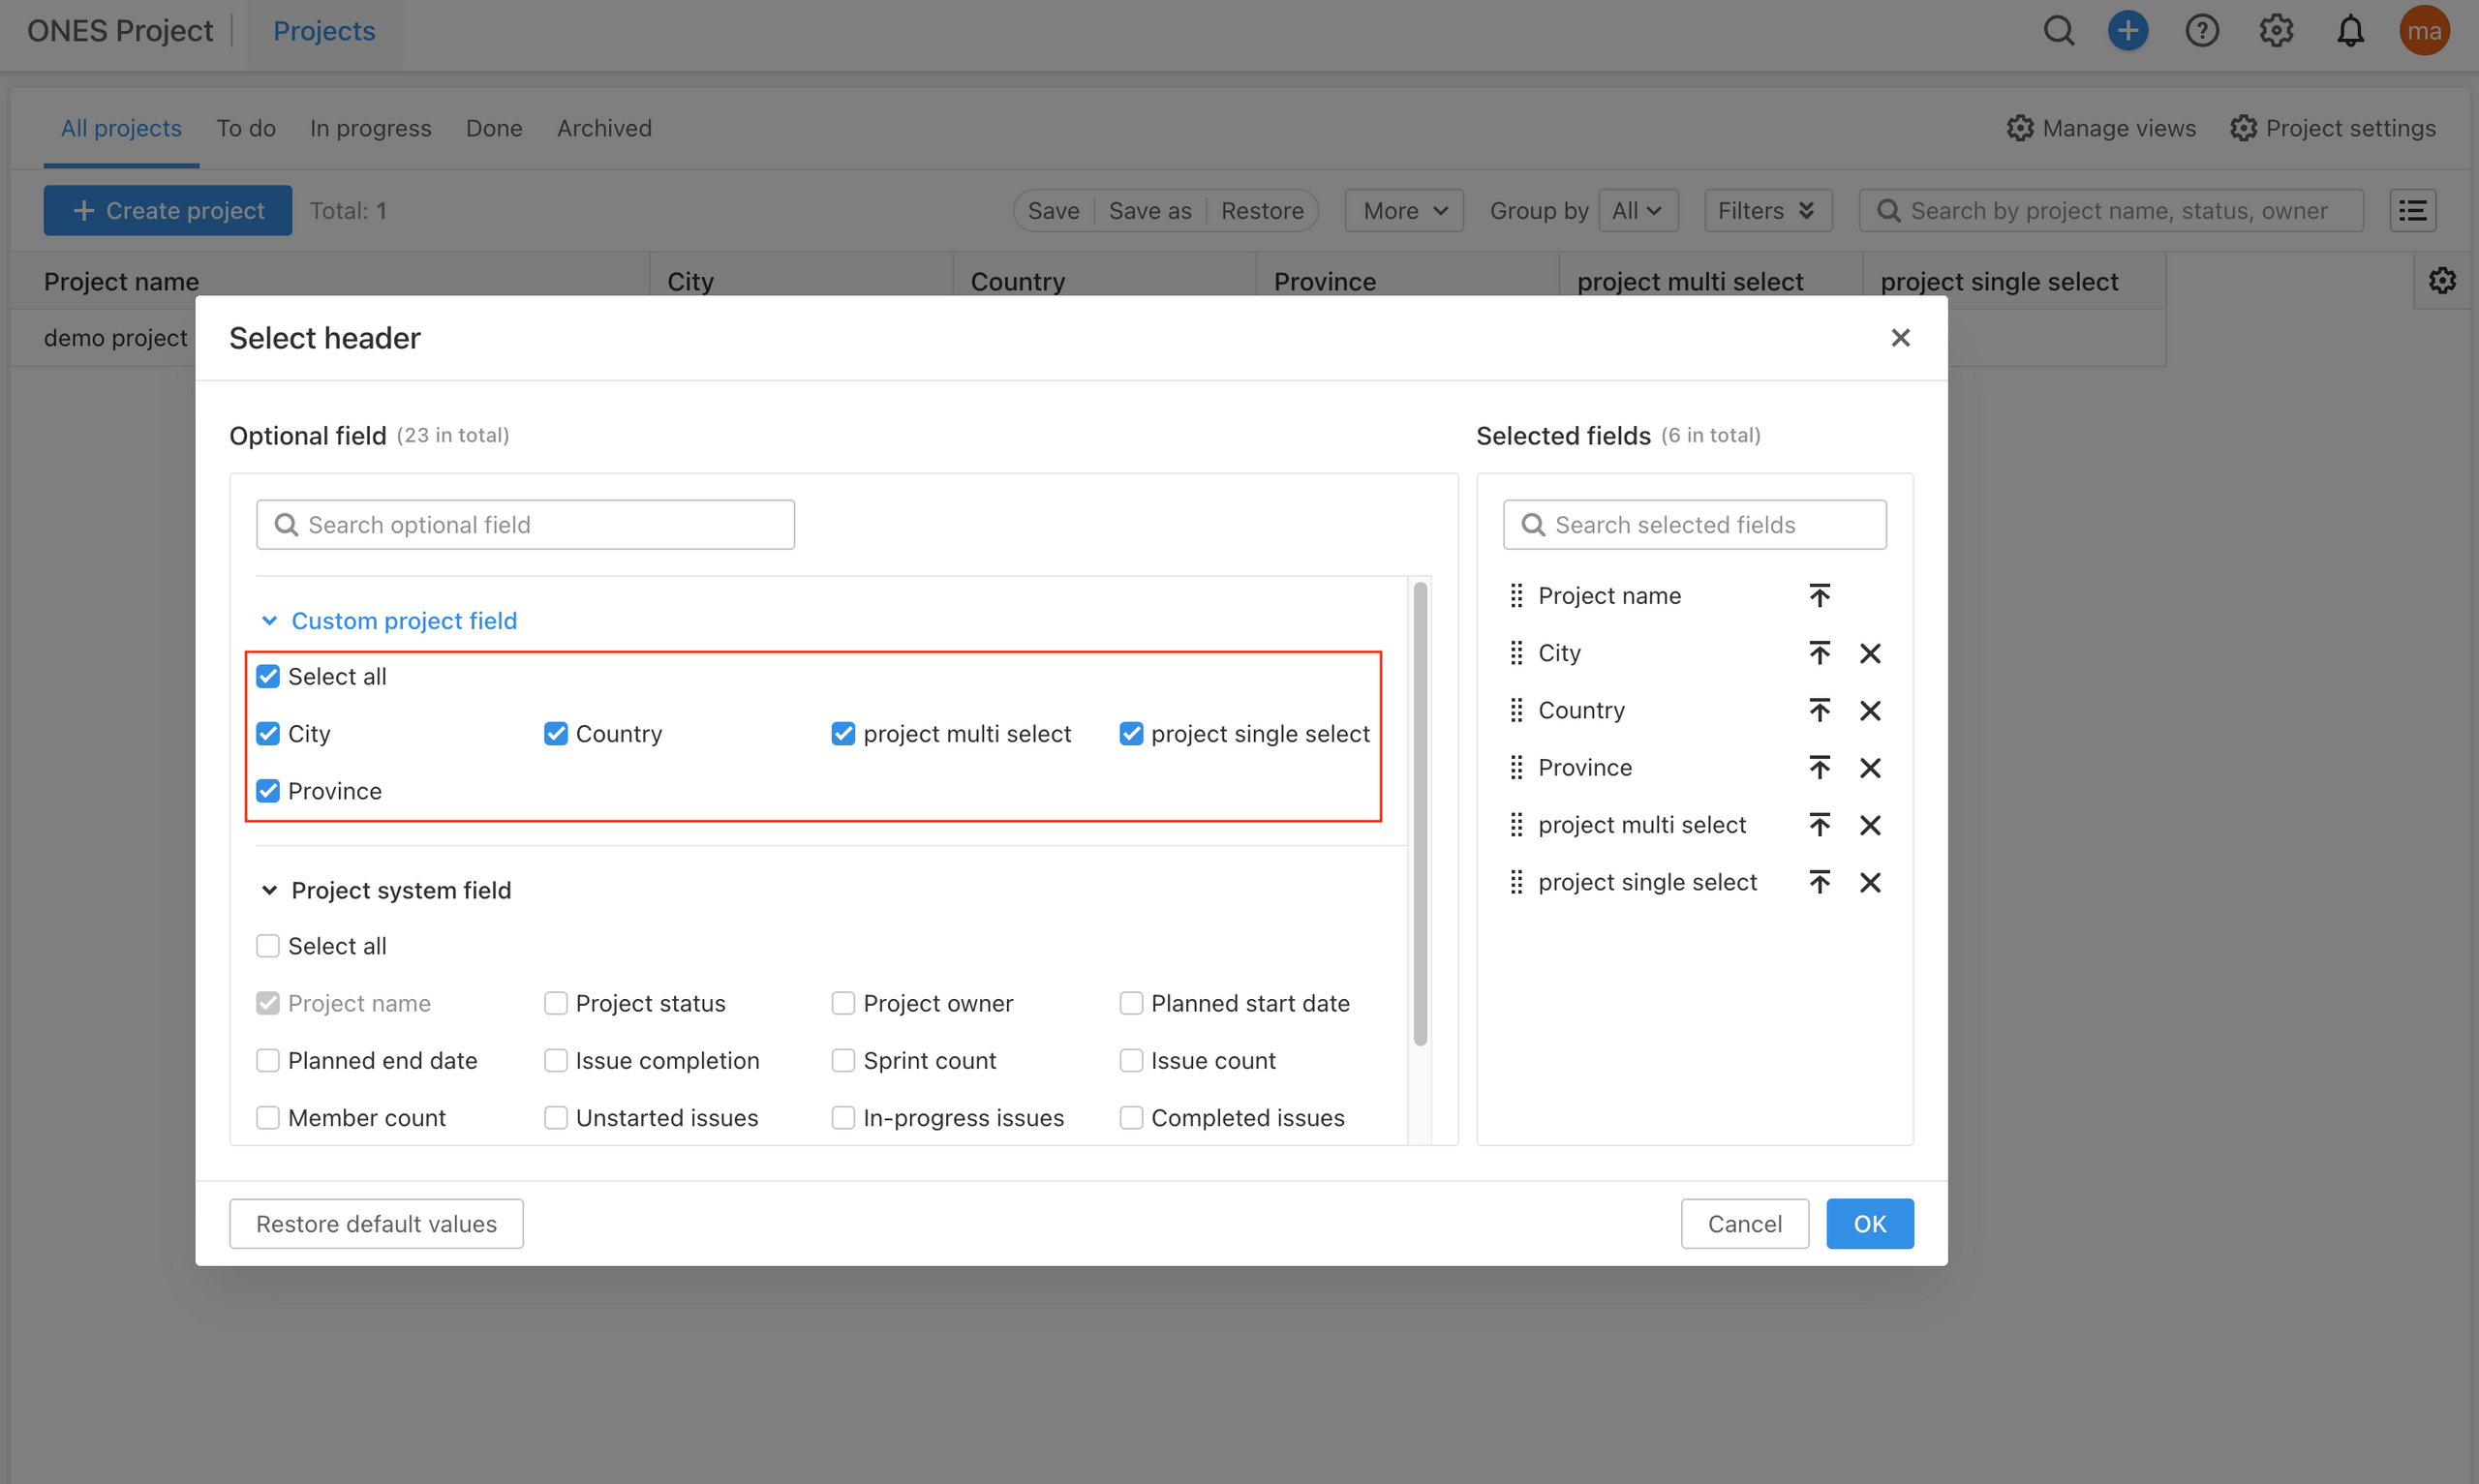 ONES Project Projects ma
All projects To do In progress Done Archived Manage views Project settings
Create project Total: 1 Save Save as Restore More Group by All Filters Search by project name, status, owner
Project name City Country Province project multi select project single select
demo project
Select header
Optional field (23 in total) Selected fields (6 in total)
Search optional field Search selected fields
Custom project field
Select all
City Country project multi select project single select
Province
Project system field
Select all
Project name Project status Project owner Planned start date
Planned end date Issue completion Sprint count Issue count
Member count Unstarted issues In-progress issues Completed issues
Project name
City
Country
Province
project multi select
project single select
Restore default values Cancel OK